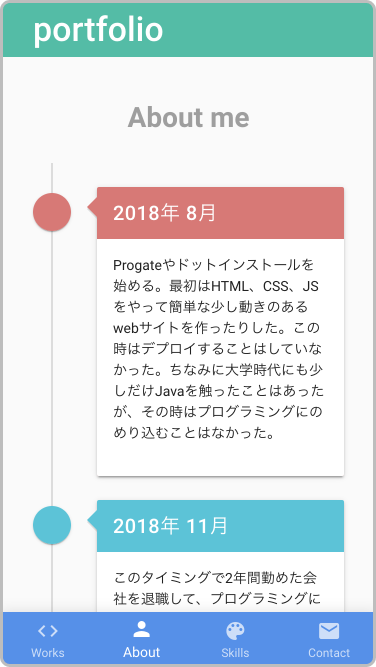 portfolio
About me
2018年 8月
Progateやドットインストールを
始める。最初はHTML、CSS、JS
をやって簡単な少し動きのある
webサイトを作ったりした。この
時はデプロイすることはしていな
かった。ちなみに大学時代にも少
しだけJavaを触ったことはあった
が、その時はプログラミングにの
めり込むことはなかった。
2018年 11月
このタイミングで2年間勤めた会
社を退職して、プログラミングに
Works About Skills Contact